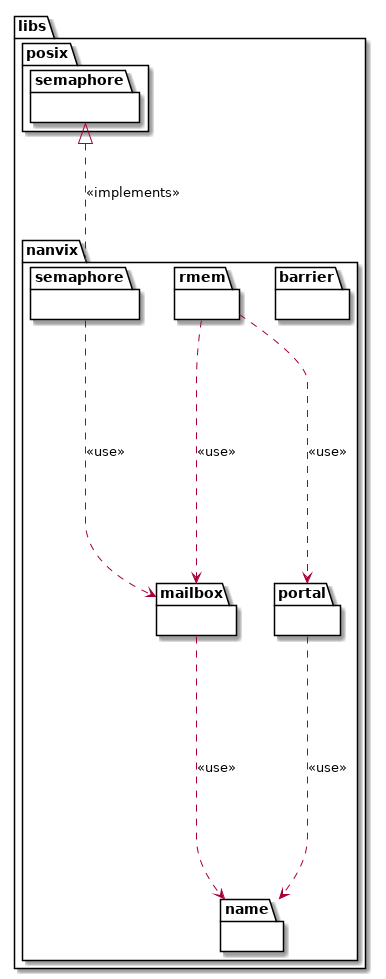 libs
posix
semaphore
«implements»
nanvix
semaphore
rmem
barrier
«use»
«use»
«use»
mailbox
portal
«use»
«use»
name